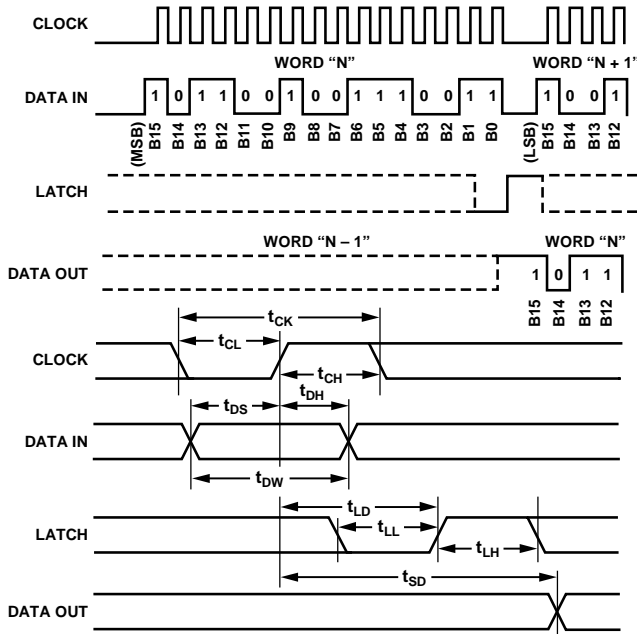 CLOCK
WORD “N”
WORD “N + 1”
DATA IN
1 0 1 1 0 0 1 0 0 1 1 1 0 0 1 1 1 0 0 1
(MSB) B15 B14 B13 B12 B11 B10 B9 B8 B7 B6 B5 B4 B3 B2 B1 B0 (LSB) B15 B14 B13 B12
LATCH
WORD “N – 1”
WORD “N”
DATA OUT
1 0 1 1
B15 B14 B13 B12
tCK
tCL
CLOCK
tCH
tDS
tDH
DATA IN
tDW
tLD
tLL
LATCH
tLH
tSD
DATA OUT